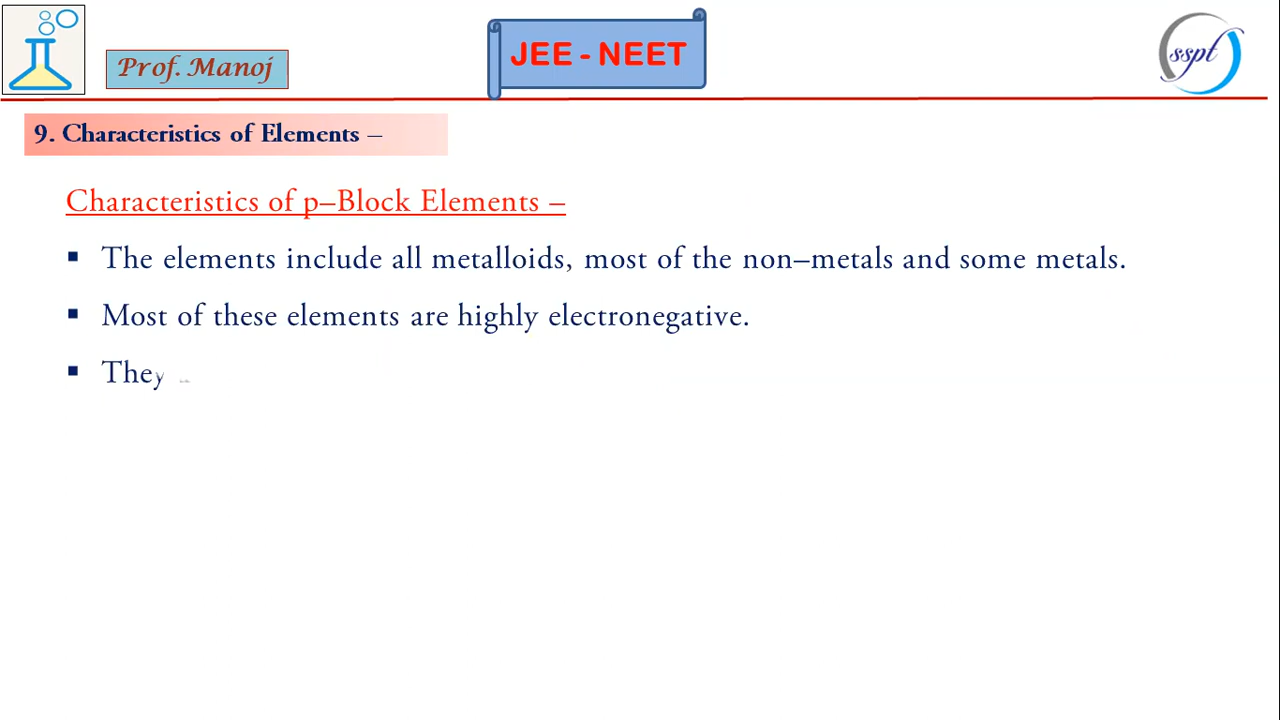 Prof. Manoj
JEE - NEET
sspt
9. Characteristics of Elements –
Characteristics of p–Block Elements –
▪ The elements include all metalloids, most of the non–metals and some metals.
▪ Most of these elements are highly electronegative.
▪ They